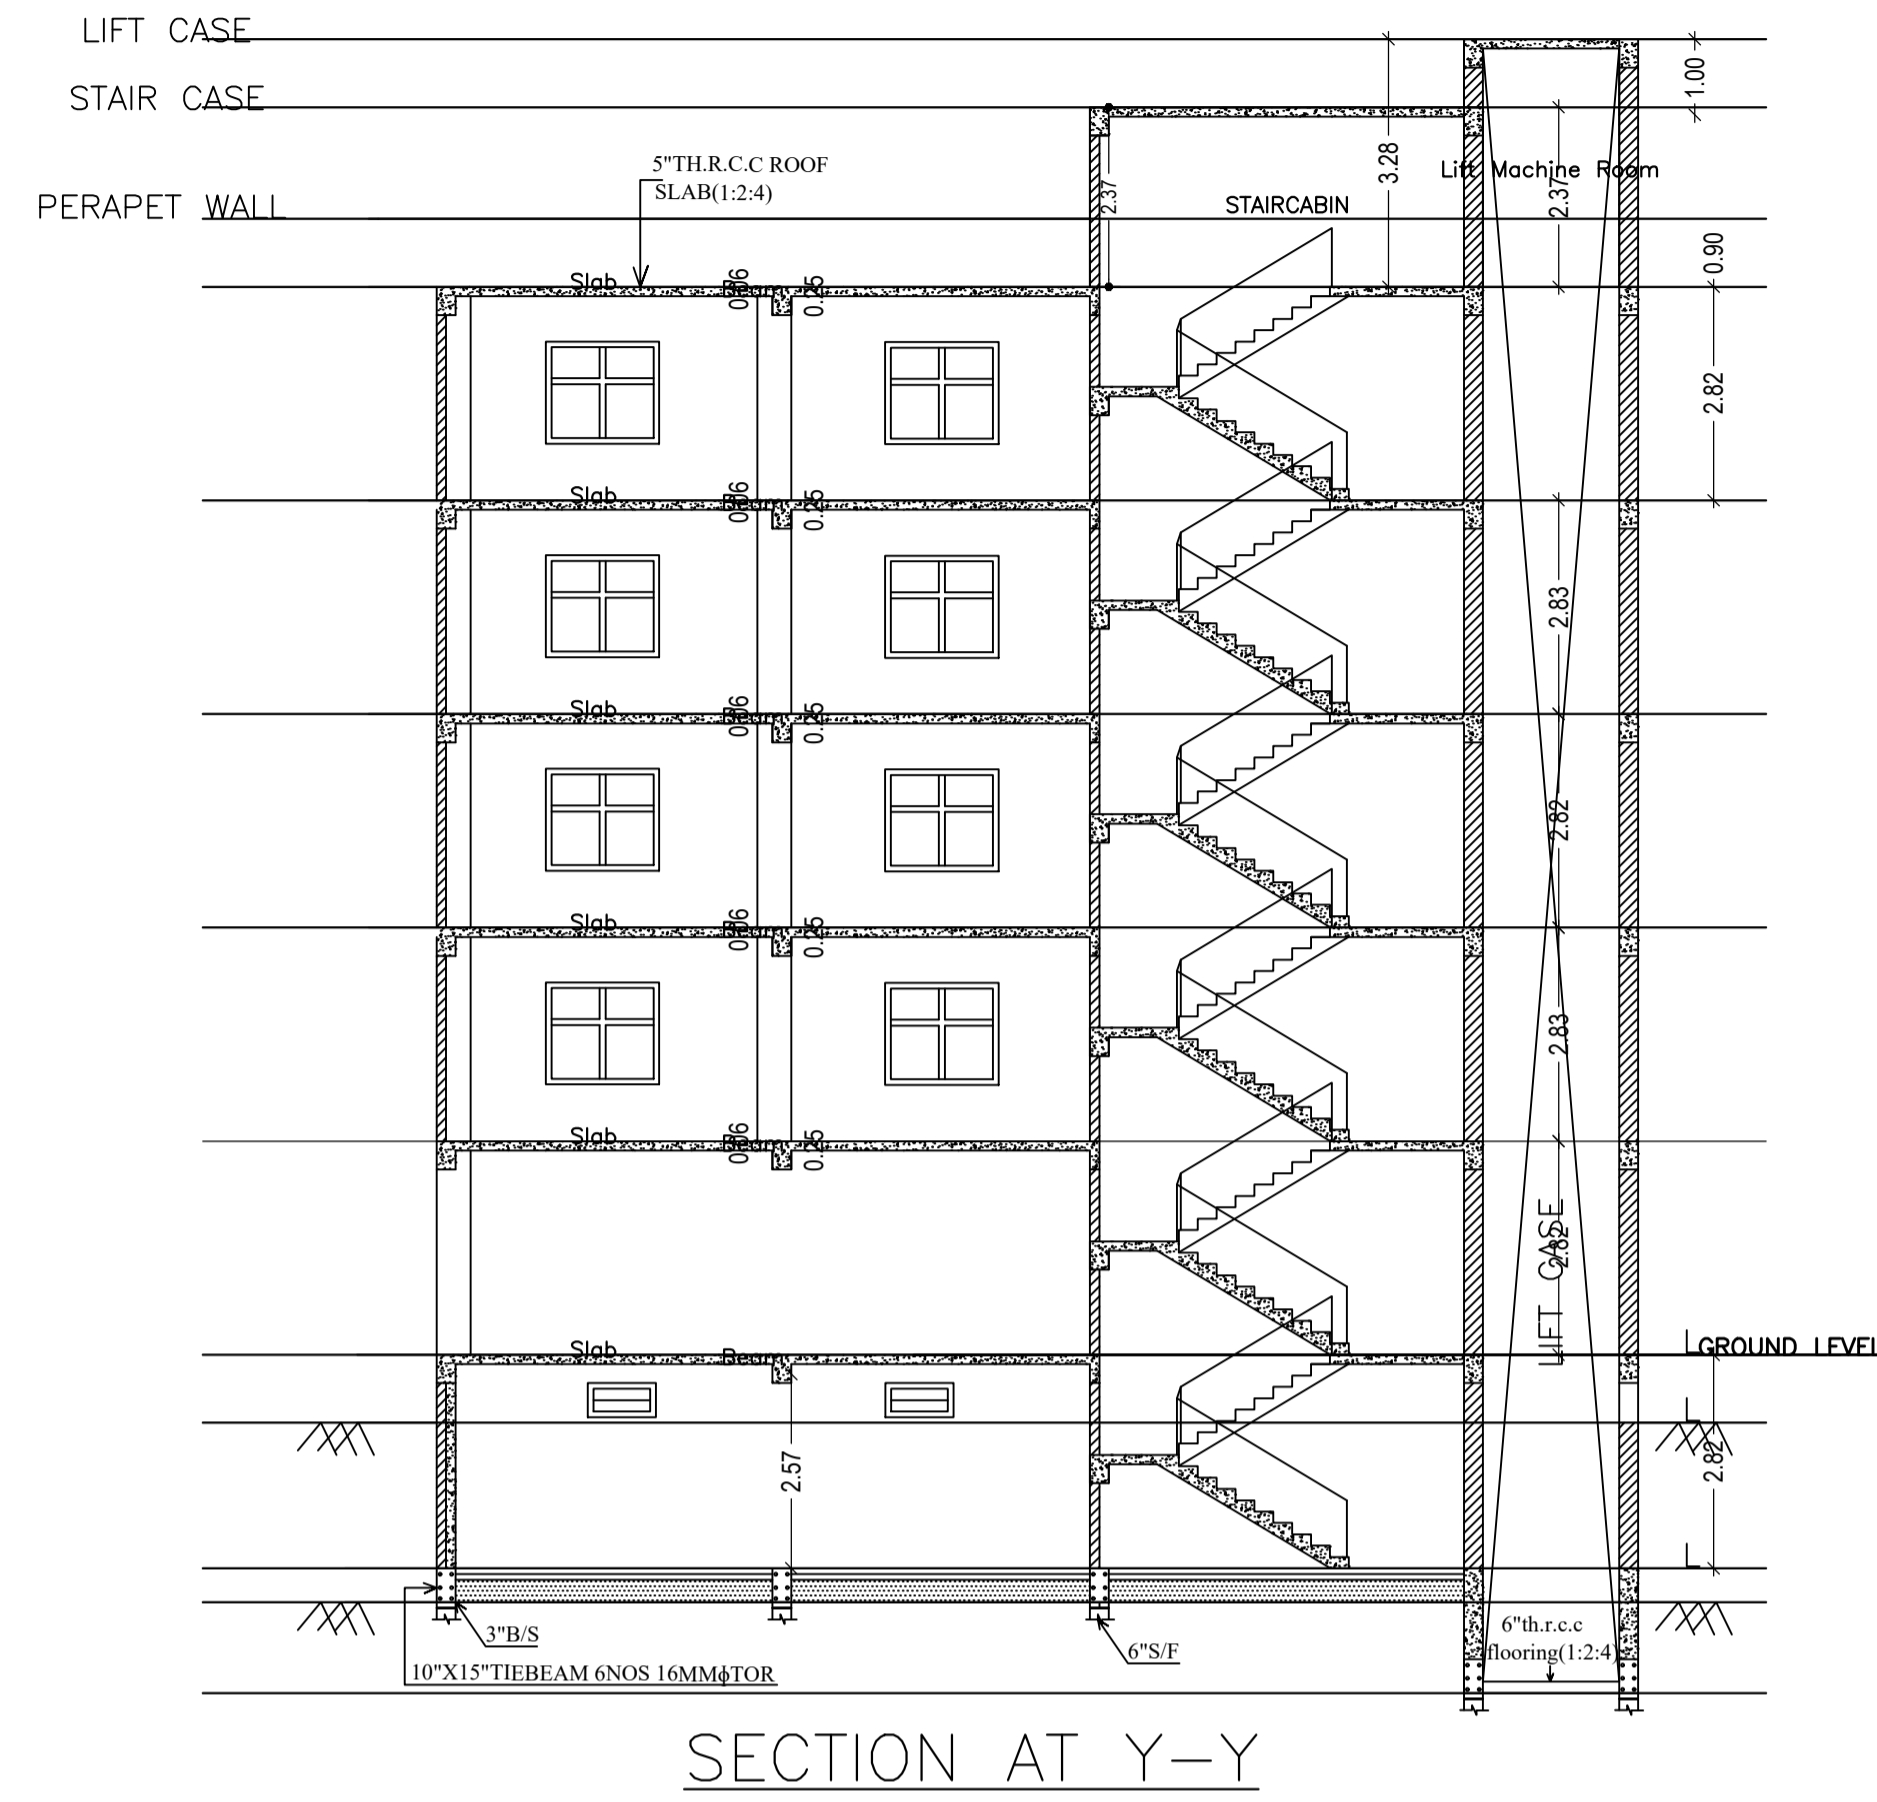 LIFT CASE
1.00
STAIR CASE
5"TH.R.C.C ROOF
SLAB(1:2:4)
3.28
Lift Machine Room
2.37
2.37
PERAPET WALL
STAIRCABIN
0.90
Slab
0.25
2.82
Slab
0.25
2.83
Slab
0.25
2.82
Slab
0.25
2.83
Slab
0.25
LIFT CASE
2.82
Slab
Beam
GROUND LEVEL
2.57
2.82
3"B/S
6"S/F
6"th.r.c.c
flooring(1:2:4)
10"X15"TIEBEAM 6NOS 16MMϕTOR
SECTION AT Y-Y